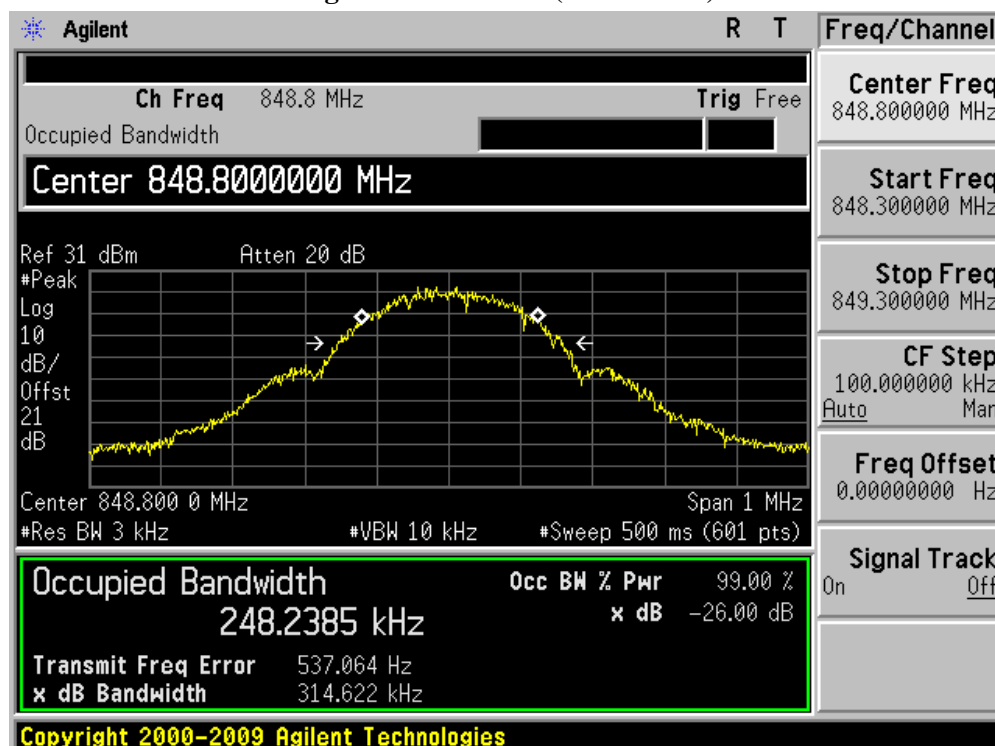 Agilent R T Freq/Channel
Ch Freq 848.8 MHz Trig Free
Occupied Bandwidth
Center 848.8000000 MHz
Ref 31 dBm Atten 20 dB
#Peak
Log
10
dB/
Offst
21
dB
Center 848.800 0 MHz Span 1 MHz
#Res BW 3 kHz #VBW 10 kHz #Sweep 500 ms (601 pts)
Occupied Bandwidth Occ BW % Pwr 99.00 %
248.2385 kHz x dB -26.00 dB
Transmit Freq Error 537.064 Hz
x dB Bandwidth 314.622 kHz
Copyright 2000-2009 Agilent Technologies
Center Freq
848.800000 MHz
Start Freq
848.300000 MHz
Stop Freq
849.300000 MHz
CF Step
100.000000 kHz
Auto Man
Freq Offset
0.00000000 Hz
Signal Track
On Off